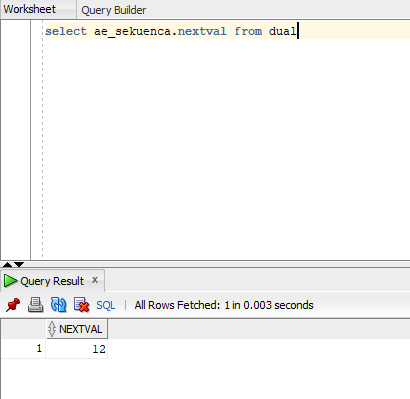 Worksheet Query Builder
select ae_sekuenca.nextval from dual
Query Result x
SQL | All Rows Fetched: 1 in 0.003 seconds
NEXTVAL
1 12